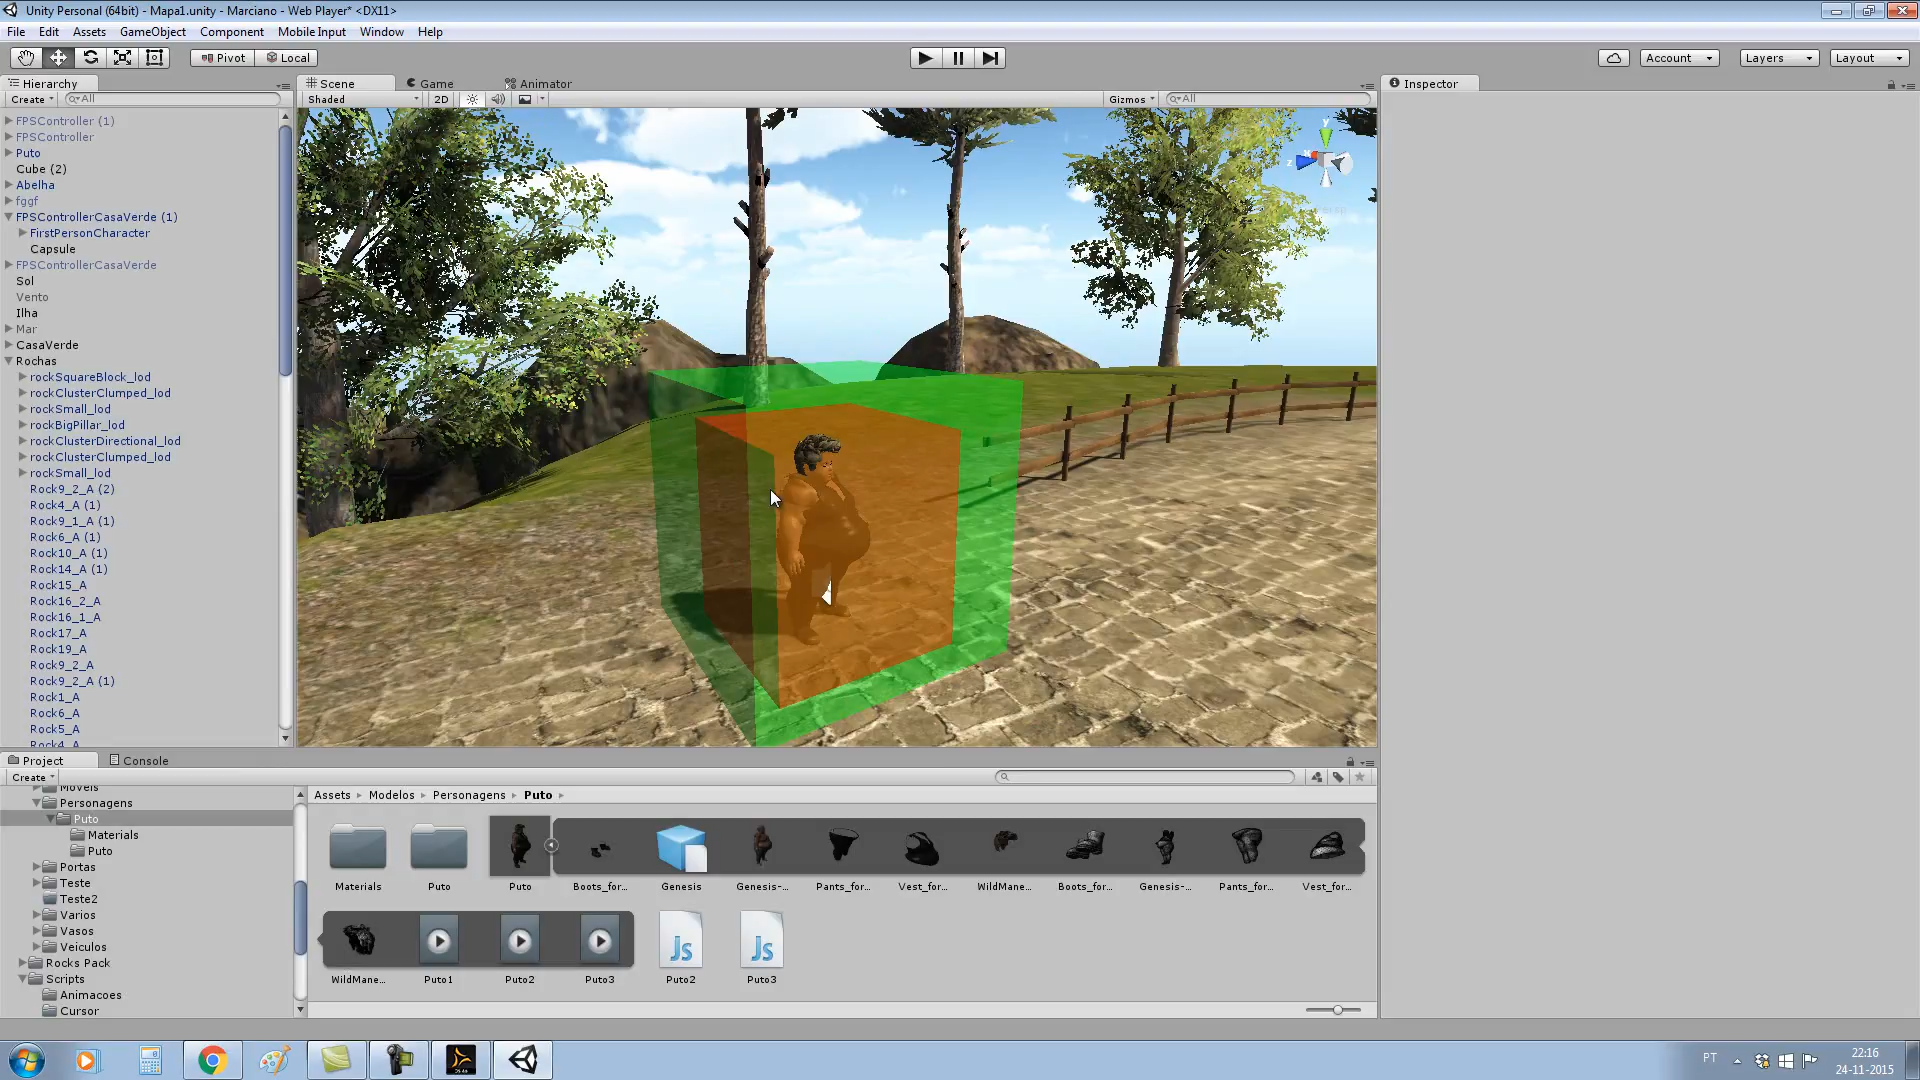 Unity Personal (64bit) - Mapa1.unity - Marciano - Web Player* <DX11>
File Edit Assets GameObject Component Mobile Input Window Help
Pivot Local Account Layers Layout
Hierarchy
Create All
FPSController (1)
FPSController
Puto
Cube (2)
Abelha
fggf
FPSControllerCasaVerde (1)
FirstPersonCharacter
Capsule
FPSControllerCasaVerde
Sol
Vento
Ilha
Mar
CasaVerde
Rochas
rockSquareBlock_lod
rockClusterClumped_lod
rockSmall_lod
rockBigPillar_lod
rockClusterDirectional_lod
rockClusterClumped_lod
rockSmall_lod
Rock9_2_A (2)
Rock4_A (1)
Rock9_1_A (1)
Rock6_A (1)
Rock10_A (1)
Rock14_A (1)
Rock15_A
Rock16_2_A
Rock16_1_A
Rock17_A
Rock19_A
Rock9_2_A
Rock9_2_A (1)
Rock1_A
Rock6_A
Rock5_A
Rock4_A
Scene Game Animator
Shaded 2D Gizmos All
y
z
Inspector
Project Console
Create
Moveis
Personagens
Puto
Materials
Puto
Portas
Teste
Teste2
Varios
Vasos
Veiculos
Rocks Pack
Scripts
Animacoes
Cursor
Assets Modelos Personagens Puto
Materials Puto Puto Boots_for... Genesis Genesis-... Pants_for... Vest_for... WildMane... Boots_for... Genesis-... Pants_for... Vest_for...
Js Js
WildMane... Puto1 Puto2 Puto3 Puto2 Puto3
PT
22:16
24-11-2015